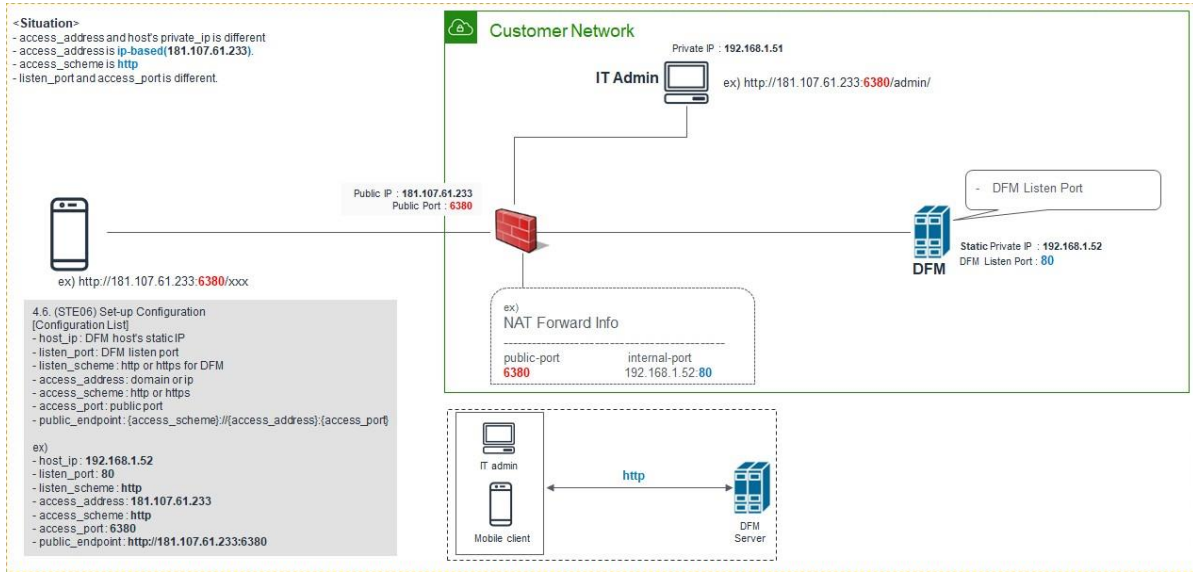 <Situation>
- access_address and host's private_ip is different
- access_address is ip-based(181.107.61.233).
- access_scheme is http
- listen_port and access_port is different.
Customer Network
Private IP : 192.168.1.51
IT Admin
ex) http://181.107.61.233:6380/admin/
Public IP : 181.107.61.233
Public Port : 6380
- DFM Listen Port
Static Private IP : 192.168.1.52
DFM Listen Port : 80
DFM
ex) http://181.107.61.233:6380/xxx
ex)
NAT Forward Info
public-port internal-port
6380 192.168.1.52:80
4.6. (STE06) Set-up Configuration
[Configuration List]
- host_ip : DFM host's static IP
- listen_port: DFM listen port
- listen_scheme : http or https for DFM
- access_address: domain or ip
- access_scheme : http or https
- access_port : public port
- public_endpoint : {access_scheme}://{access_address}:{access_port}
ex)
- host_ip : 192.168.1.52
- listen_port : 80
- listen_scheme : http
- access_address : 181.107.61.233
- access_scheme : http
- access_port : 6380
- public_endpoint : http://181.107.61.233:6380
IT admin
Mobile client
http
DFM
Server